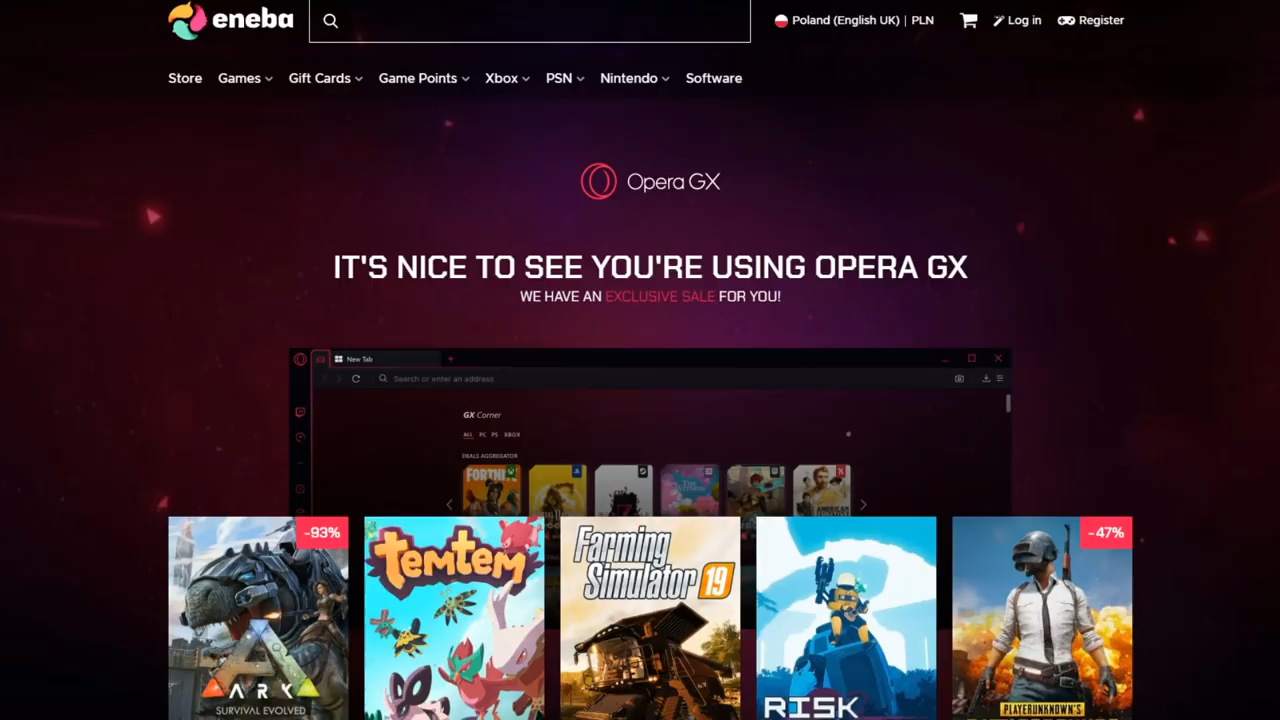 eneba
Poland (English UK) | PLN
Log in
Register
Store
Games
Gift Cards
Game Points
Xbox
PSN
Nintendo
Software
Opera GX
IT'S NICE TO SEE YOU'RE USING OPERA GX
WE HAVE AN EXCLUSIVE SALE FOR YOU!
New Tab
Search or enter an address
GX Corner
ALL PC PS XBOX
DEALS AGGREGATOR
FORTNI
AMERICAN
-93%
-47%
temtem
Farming
Simulator 19
ARK
SURVIVAL EVOLVED
RISK
PLAYERUNKNOWN'S